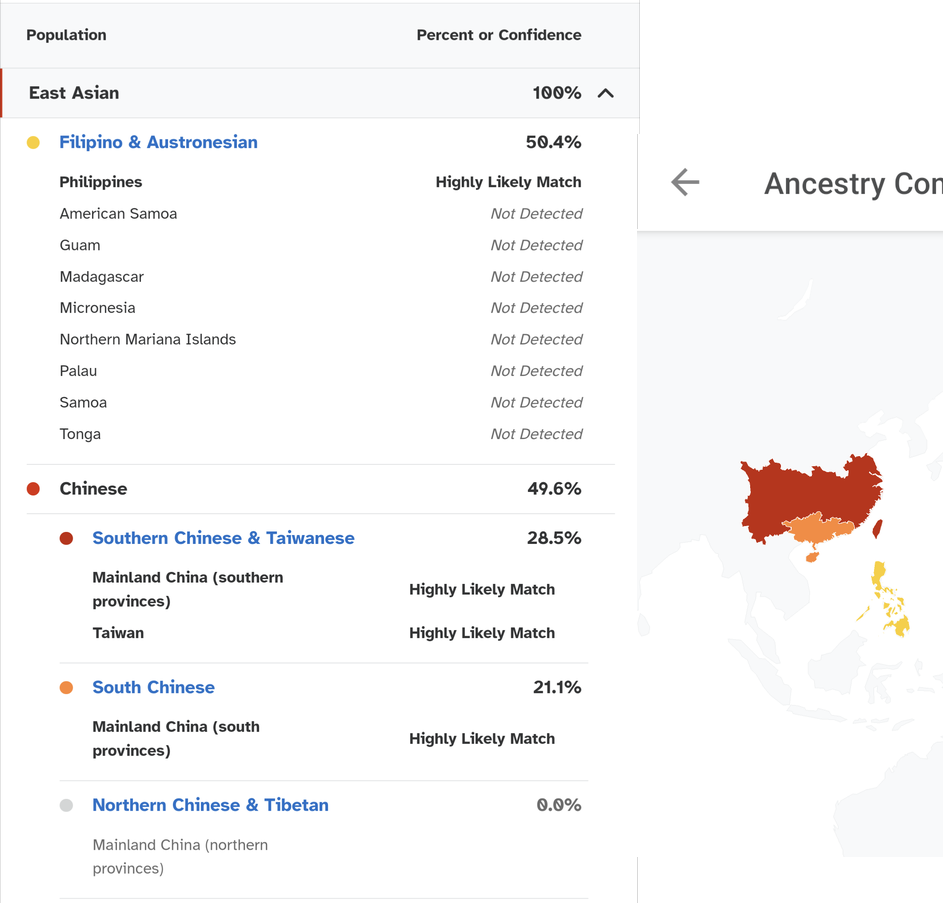 Population Percent or Confidence
East Asian 100%
Filipino & Austronesian 50.4%
Philippines Highly Likely Match
American Samoa Not Detected
Guam Not Detected
Madagascar Not Detected
Micronesia Not Detected
Northern Mariana Islands Not Detected
Palau Not Detected
Samoa Not Detected
Tonga Not Detected
Chinese 49.6%
Southern Chinese & Taiwanese 28.5%
Mainland China (southern
provinces) Highly Likely Match
Taiwan Highly Likely Match
South Chinese 21.1%
Mainland China (south
provinces) Highly Likely Match
Northern Chinese & Tibetan 0.0%
Mainland China (northern
provinces)
Ancestry Con